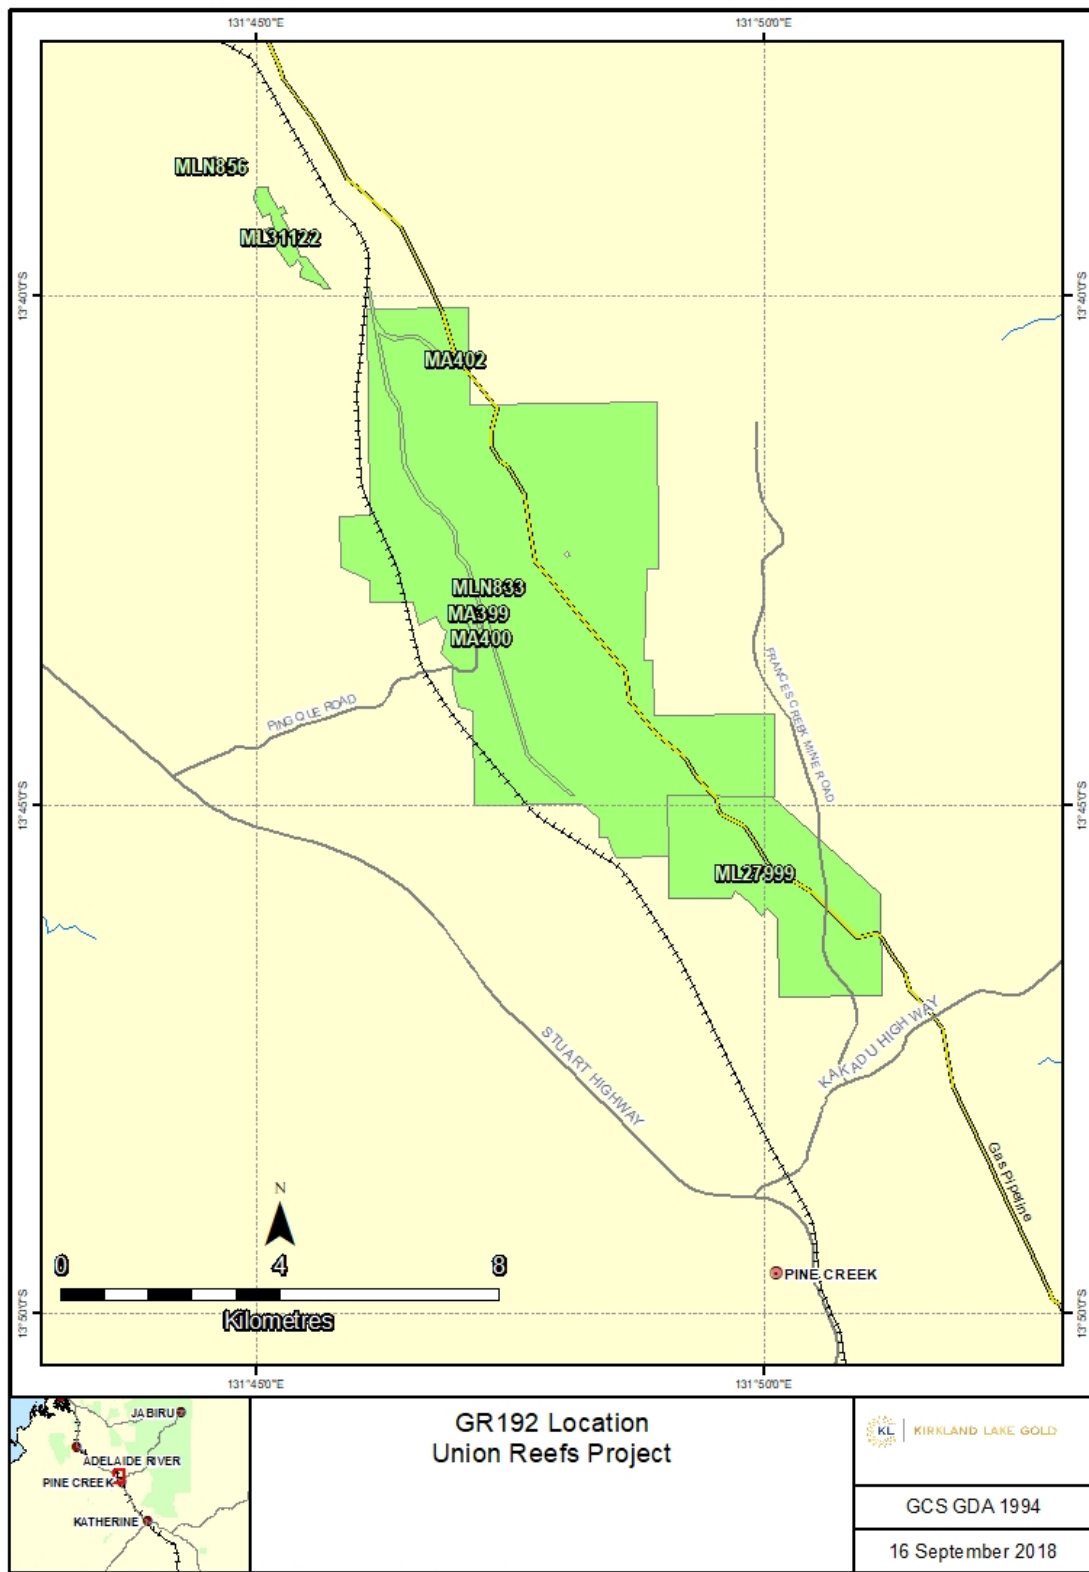 131°45'0"E
131°50'0"E
MLN856
ML31122
13°40'0"S
13°40'0"S
MA402
MLN833
MA399
MA400
FRANCES CREEK MINE ROAD
PING QUE ROAD
13°45'0"S
13°45'0"S
ML27999
KAKADU HIGHWAY
STUART HIGHWAY
Gas Pipeline
N
0 4 8
Kilometres
PINE CREEK
13°50'0"S
13°50'0"S
131°45'0"E
131°50'0"E
JABIRU
ADELAIDE RIVER
PINE CREEK
KATHERINE
GR192 Location
Union Reefs Project
KL KIRKLAND LAKE GOLD
GCS GDA 1994
16 September 2018